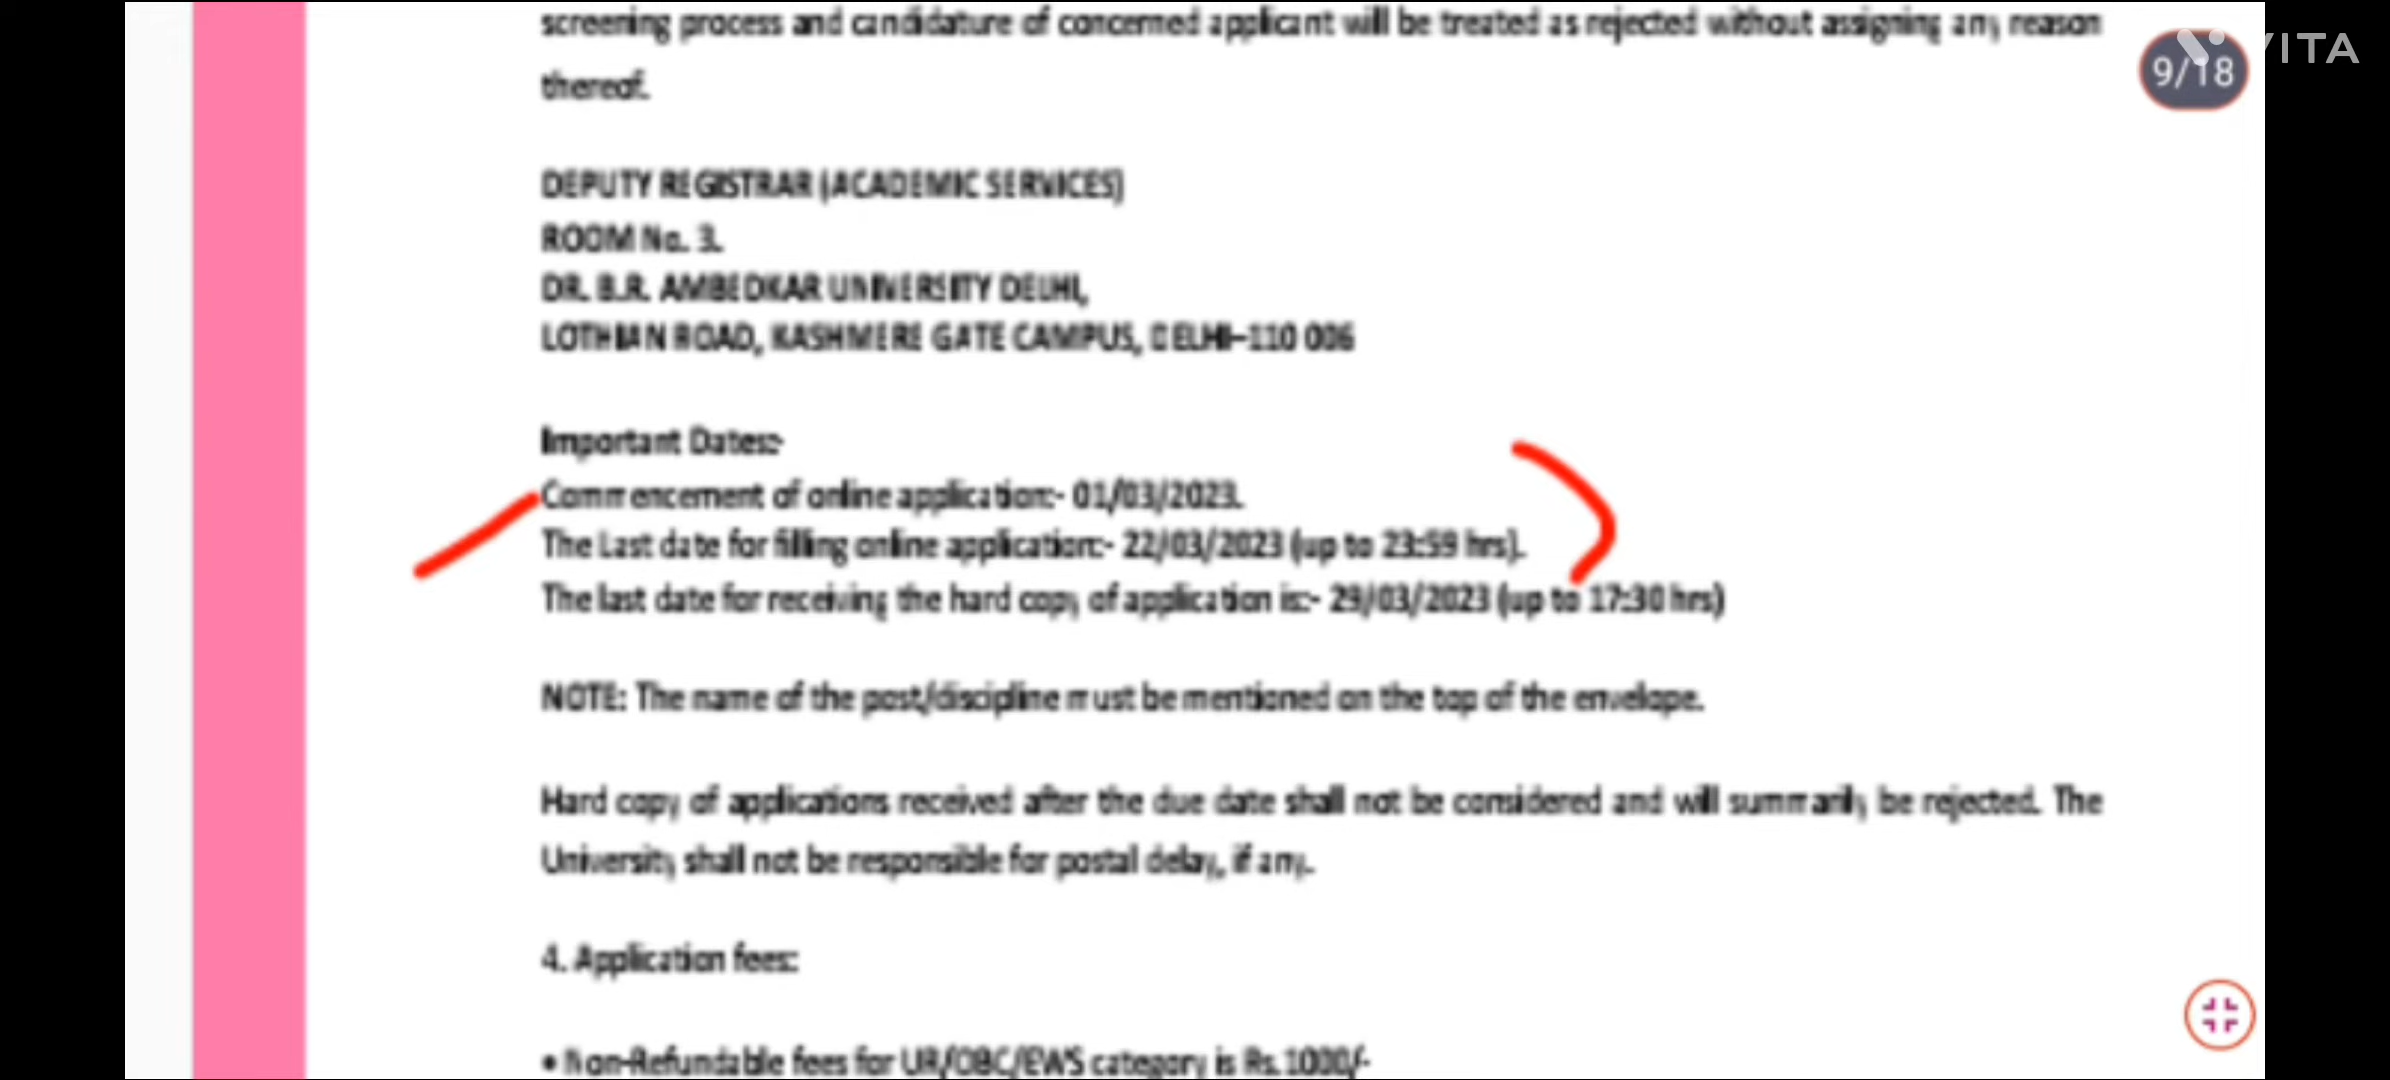 screening process and candidature of concerned applicant will be treated as rejected without assigning any reason
thereof.
9/18
VITA
DEPUTY REGISTRAR (ACADEMIC SERVICES)
ROOM No. 3.
DR. B.R. AMBEDKAR UNIVERSITY DELHI,
LOTHIAN ROAD, KASHMERE GATE CAMPUS, DELHI–110 006
Important Dates:-
Commencement of online application:- 01/03/2023.
The Last date for filling online application:- 22/03/2023 (up to 23:59 hrs).
The last date for receiving the hard copy of application is:- 29/03/2023 (up to 17:30 hrs)
NOTE: The name of the post/discipline must be mentioned on the top of the envelope.
Hard copy of applications received after the due date shall not be considered and will summarily be rejected. The
University shall not be responsible for postal delay, if any.
4. Application fees:
• Non-Refundable fees for UR/OBC/EWS category is Rs.1000/-